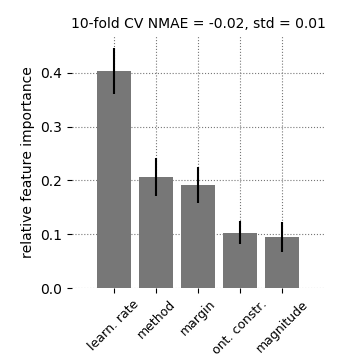 10-fold CV NMAE = -0.02, std = 0.01
relative feature importance
0.4
0.3
0.2
0.1
0.0
learn. rate
method
margin
ont. constr.
magnitude